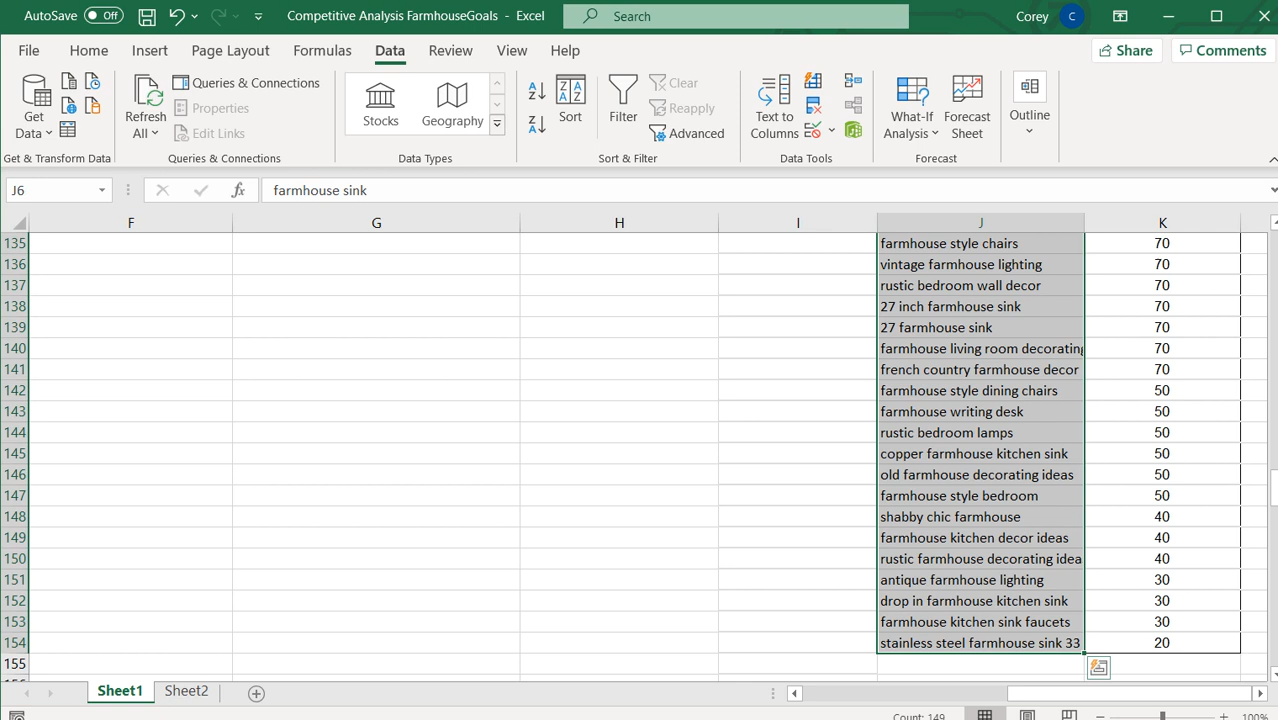 AutoSave Off Competitive Analysis FarmhouseGoals - Excel Search Corey C
File Home Insert Page Layout Formulas Data Review View Help Share Comments
Get Data Refresh All Queries & Connections Properties Edit Links Stocks Geography Sort Filter Clear Reapply Advanced Text to Columns What-If Analysis Forecast Sheet Outline
Get & Transform Data Queries & Connections Data Types Sort & Filter Data Tools Forecast
J6 fx farmhouse sink
F G H I J K
135 farmhouse style chairs 70
136 vintage farmhouse lighting 70
137 rustic bedroom wall decor 70
138 27 inch farmhouse sink 70
139 27 farmhouse sink 70
140 farmhouse living room decorating 70
141 french country farmhouse decor 70
142 farmhouse style dining chairs 50
143 farmhouse writing desk 50
144 rustic bedroom lamps 50
145 copper farmhouse kitchen sink 50
146 old farmhouse decorating ideas 50
147 farmhouse style bedroom 50
148 shabby chic farmhouse 40
149 farmhouse kitchen decor ideas 40
150 rustic farmhouse decorating idea 40
151 antique farmhouse lighting 30
152 drop in farmhouse kitchen sink 30
153 farmhouse kitchen sink faucets 30
154 stainless steel farmhouse sink 33 20
155
Sheet1 Sheet2
Count: 149 100%